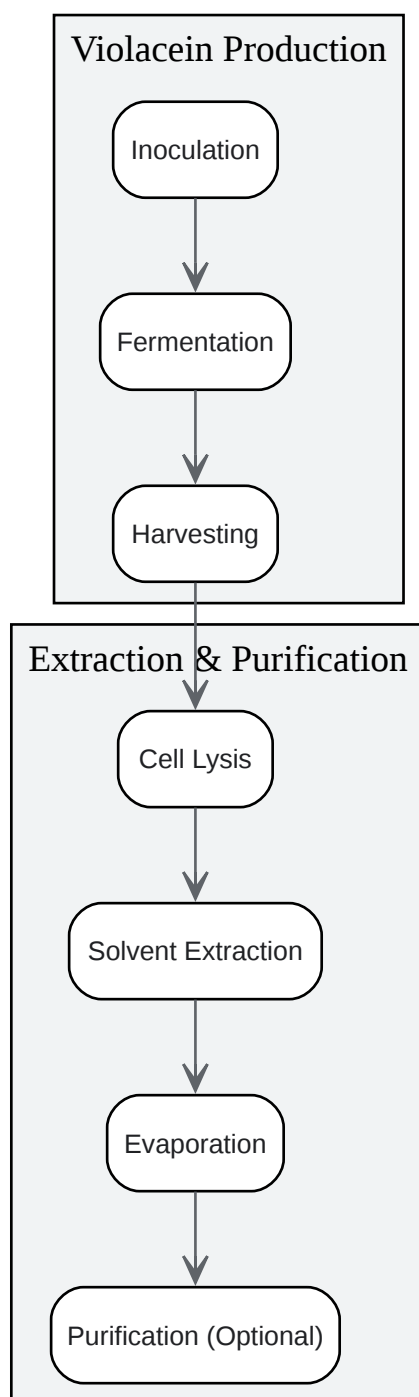 Violacein Production
Inoculation
Fermentation
Harvesting
Extraction & Purification
Cell Lysis
Solvent Extraction
Evaporation
Purification (Optional)